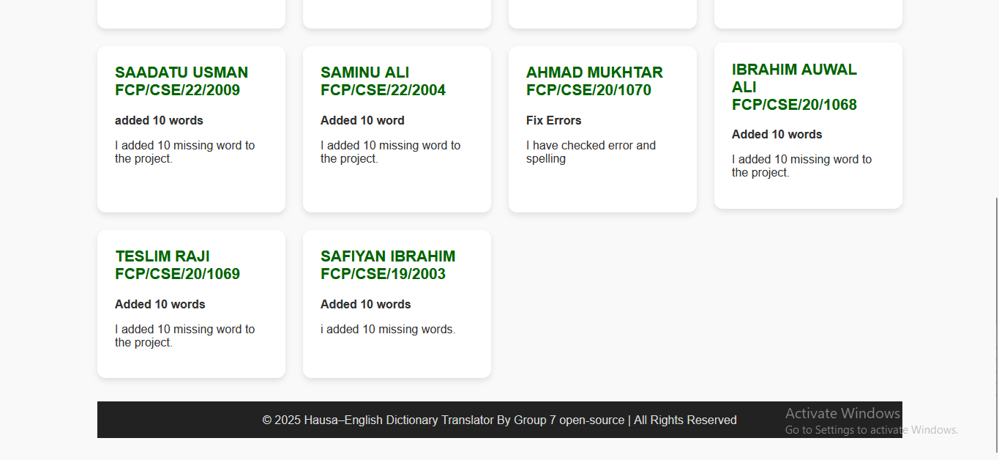 SAADATU USMAN
FCP/CSE/22/2009
added 10 words
I added 10 missing word to
the project.
SAMINU ALI
FCP/CSE/22/2004
Added 10 word
I added 10 missing word to
the project.
AHMAD MUKHTAR
FCP/CSE/20/1070
Fix Errors
I have checked error and
spelling
IBRAHIM AUWAL
ALI
FCP/CSE/20/1068
Added 10 words
I added 10 missing word to
the project.
TESLIM RAJI
FCP/CSE/20/1069
Added 10 words
I added 10 missing word to
the project.
SAFIYAN IBRAHIM
FCP/CSE/19/2003
Added 10 words
i added 10 missing words.
© 2025 Hausa–English Dictionary Translator By Group 7 open-source | All Rights Reserved
Activate Windows
Go to Settings to activate Windows.